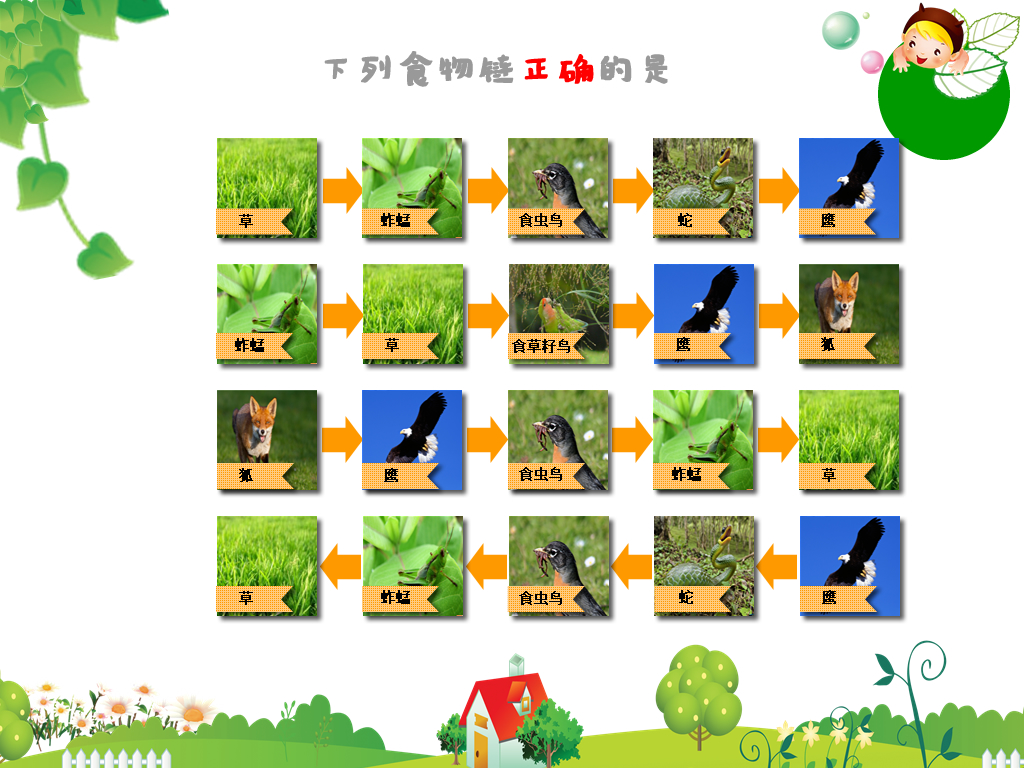 下列食物链正确的是
草 蚱蜢 食虫鸟 蛇 鹰
蚱蜢 草 食草籽鸟 鹰 狐
狐 鹰 食虫鸟 蚱蜢 草
草 蚱蜢 食虫鸟 蛇 鹰